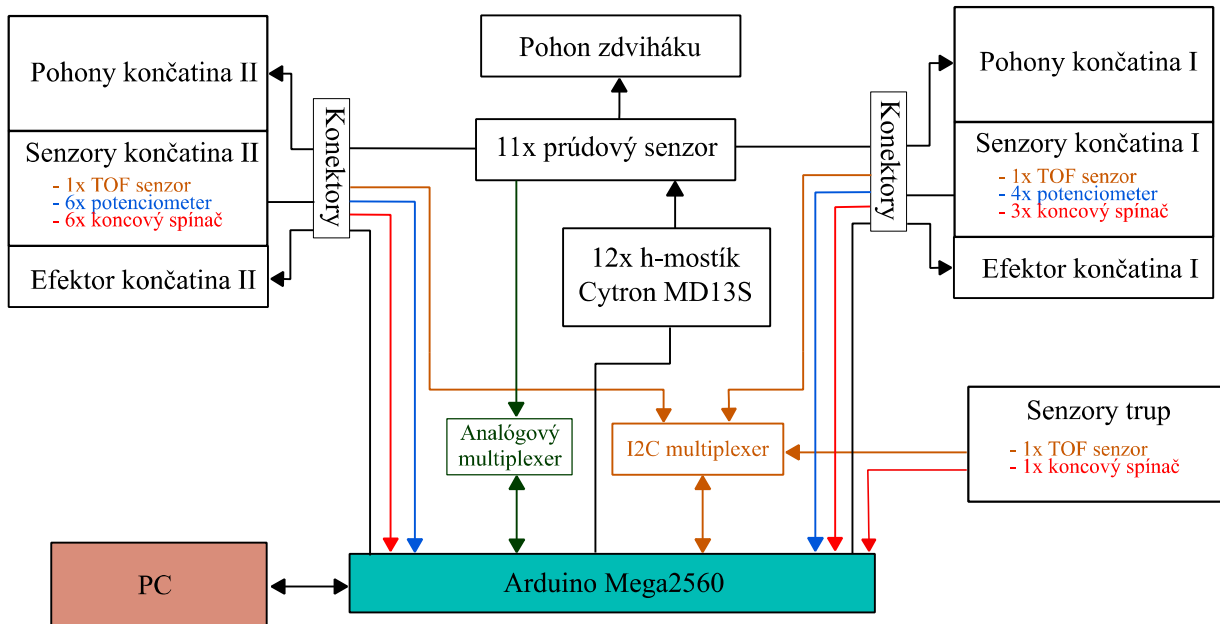 Pohony končatina II
Senzory končatina II
- 1x TOF senzor
- 6x potenciometer
- 6x koncový spínač
Efektor končatina II
Konektory
Pohon zdviháku
11x prúdový senzor
12x h-mostík
Cytron MD13S
Konektory
Pohony končatina I
Senzory končatina I
- 1x TOF senzor
- 4x potenciometer
- 3x koncový spínač
Efektor končatina I
Analógový
multiplexer
I2C multiplexer
Senzory trup
- 1x TOF senzor
- 1x koncový spínač
PC
Arduino Mega2560